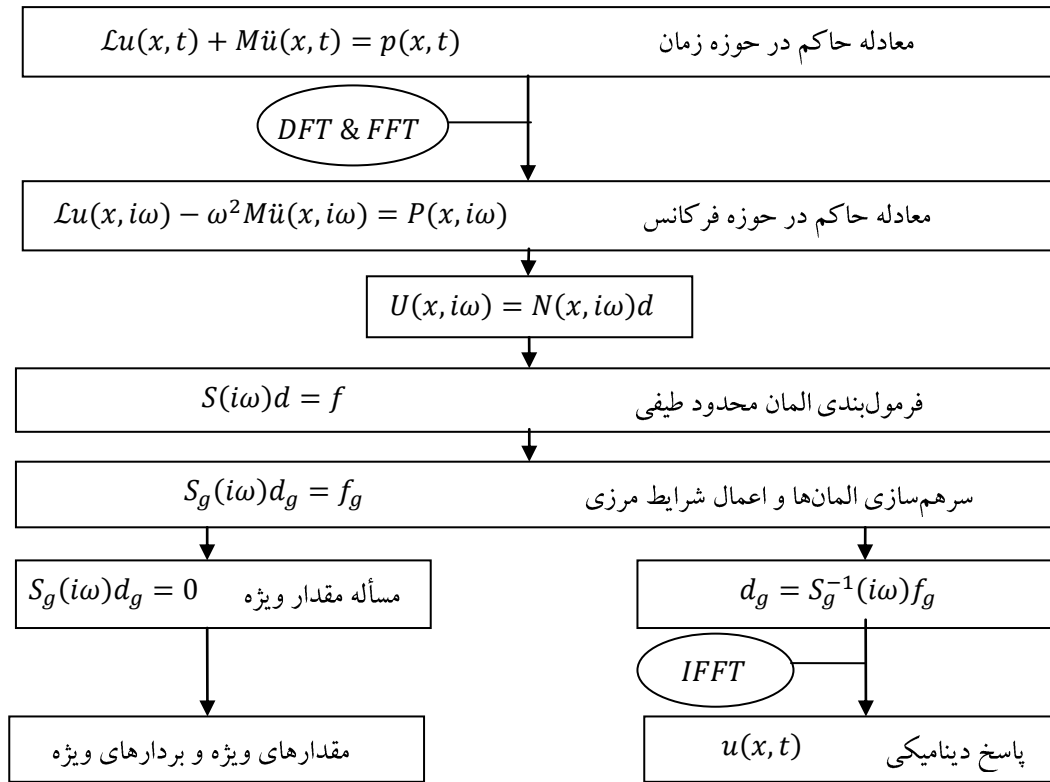 معادله حاکم در حوزه زمان ℒu(x, t) + Mü(x, t) = p(x, t)
DFT & FFT
معادله حاکم در حوزه فرکانس ℒu(x, iω) − ω²Mü(x, iω) = P(x, iω)
U(x, iω) = N(x, iω)d
فرمول‌بندی المان محدود طیفی S(iω)d = f
سرهم‌سازی المان‌ها و اعمال شرایط مرزی S_g(iω)d_g = f_g
d_g = S_g⁻¹(iω)f_g
مسأله مقدار ویژه S_g(iω)d_g = 0
IFFT
پاسخ دینامیکی u(x, t)
مقدارهای ویژه و بردارهای ویژه